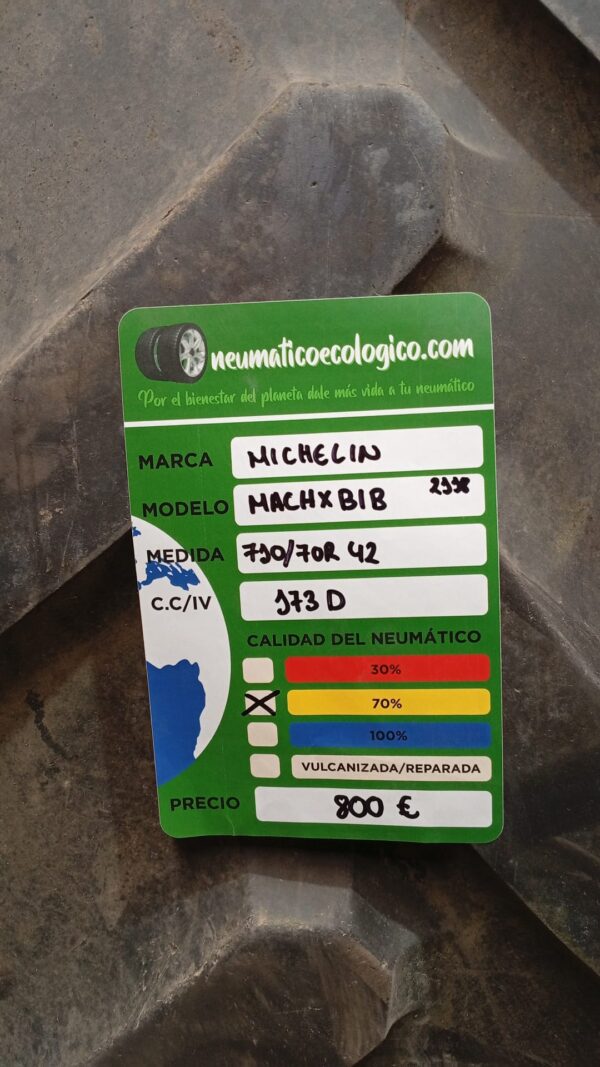 neumaticoecologico.com
Por el bienestar del planeta dale más vida a tu neumático
MARCA MICHELIN
MODELO MACHXBIB
MEDIDA 710/70R 42
C.C/IV 173 D
CALIDAD DEL NEUMÁTICO
30%
X 70%
100%
VULCANIZADA/REPARADA
PRECIO 800 €